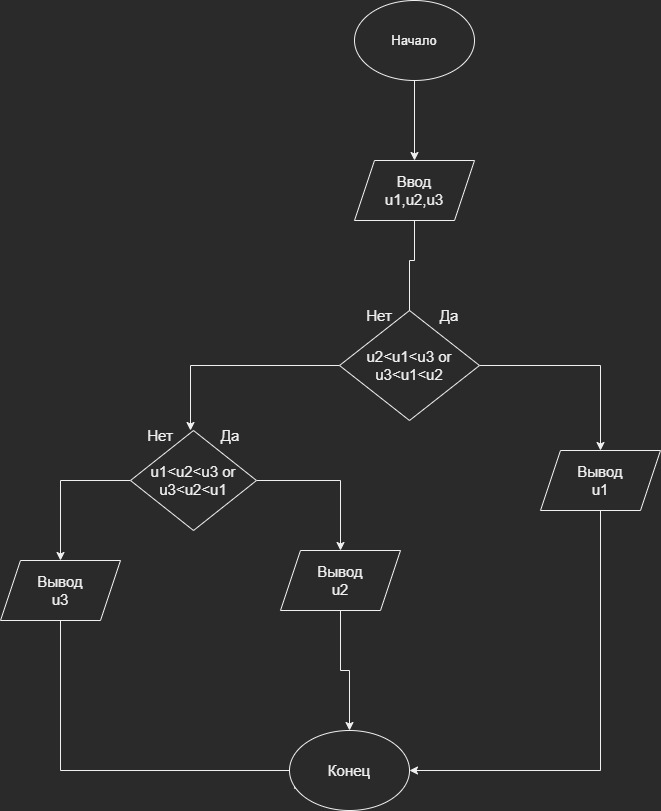 Начало
Ввод
u1,u2,u3
Нет
Да
u2<u1<u3 or
u3<u1<u2
Нет
Да
u1<u2<u3 or
u3<u2<u1
Вывод
u1
Вывод
u3
Вывод
u2
Конец